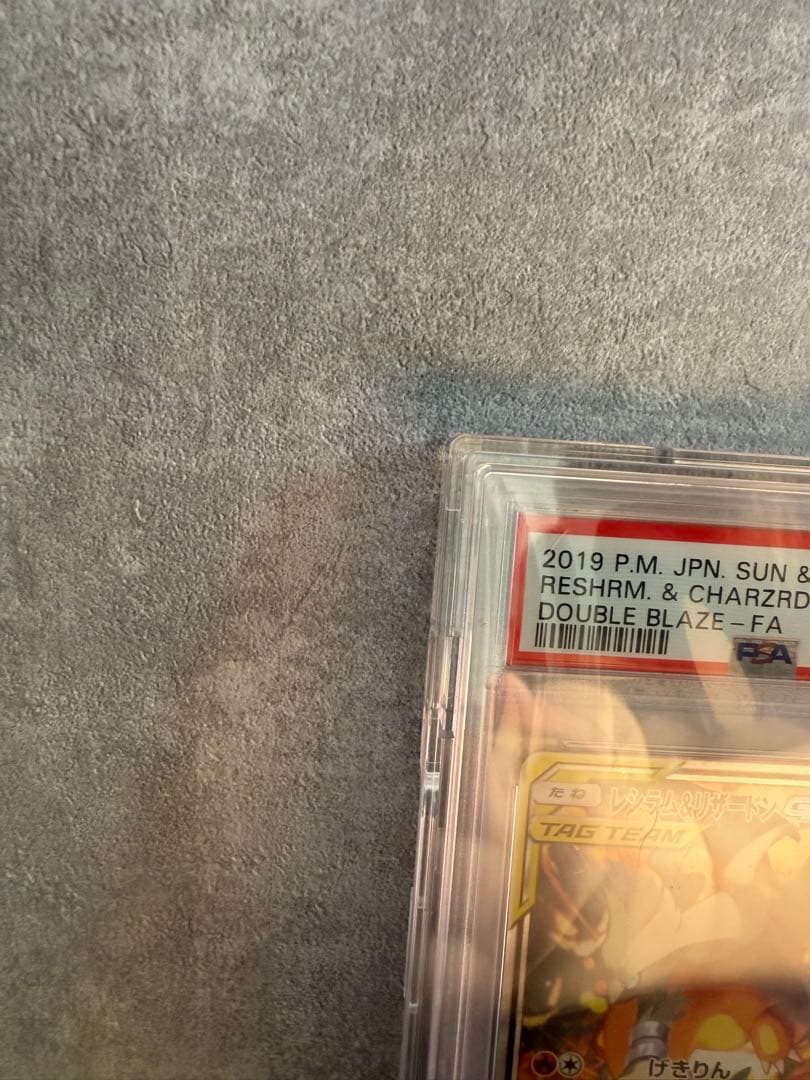 2019 P.M. JPN. SUN &
RESHRM. & CHARZRD
DOUBLE BLAZE-FA
PSA
たね
レシラム&リザードンG
TAG TEAM
げきりん